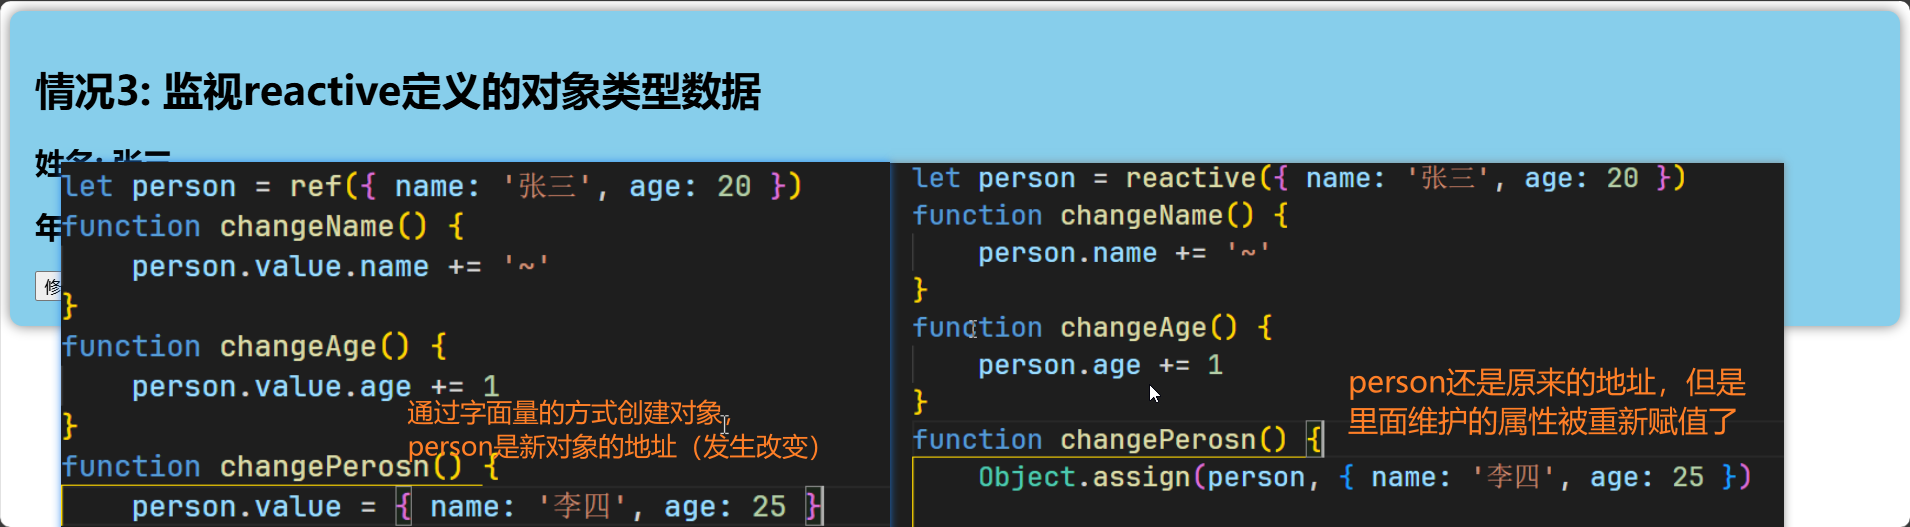 情况3: 监视reactive定义的对象类型数据
姓名: 张三
年
修
let person = ref({ name: '张三', age: 20 })
function changeName() {
person.value.name += '~'
}
function changeAge() {
person.value.age += 1
}
通过字面量的方式创建对象,
person是新对象的地址（发生改变）
function changePerosn() {
person.value = { name: '李四', age: 25 }
let person = reactive({ name: '张三', age: 20 })
function changeName() {
person.name += '~'
}
function changeAge() {
person.age += 1
}
person还是原来的地址，但是
里面维护的属性被重新赋值了
function changePerosn() {
Object.assign(person, { name: '李四', age: 25 })